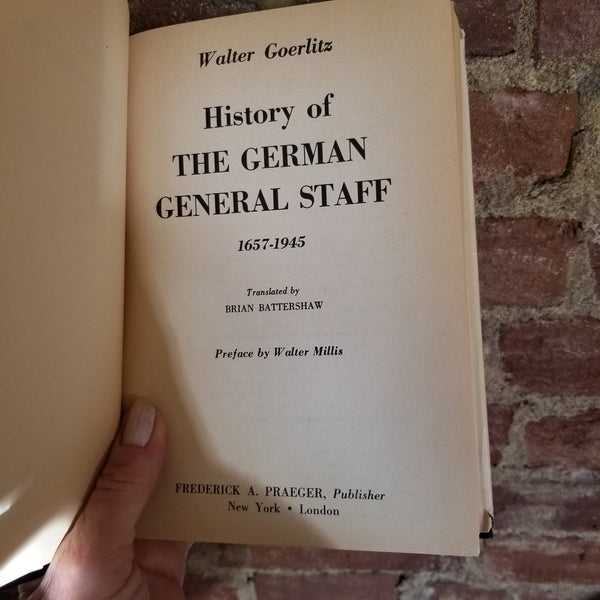 Walter Goerlitz
History of
THE GERMAN
GENERAL STAFF
1657-1945
Translated by
BRIAN BATTERSHAW
Preface by Walter Millis
FREDERICK A. PRAEGER, Publisher
New York • London